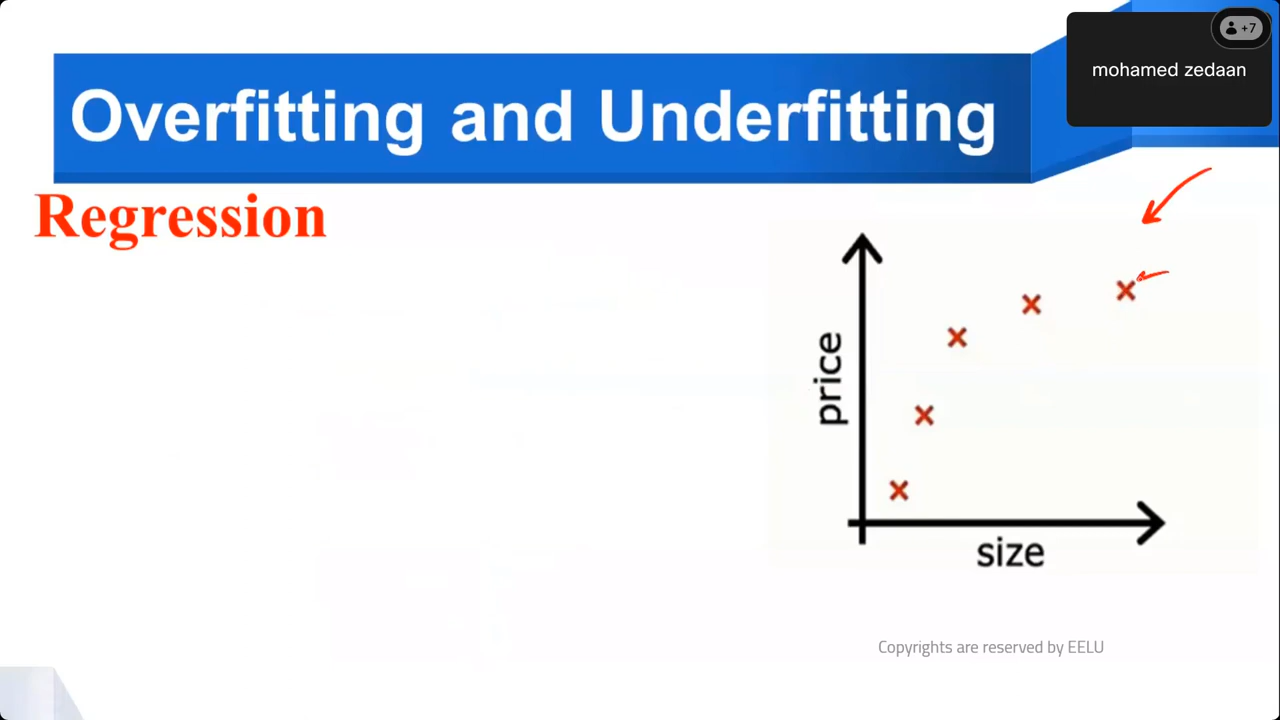 Overfitting and Underfitting
+7
mohamed zedaan
Regression
price
size
Copyrights are reserved by EELU